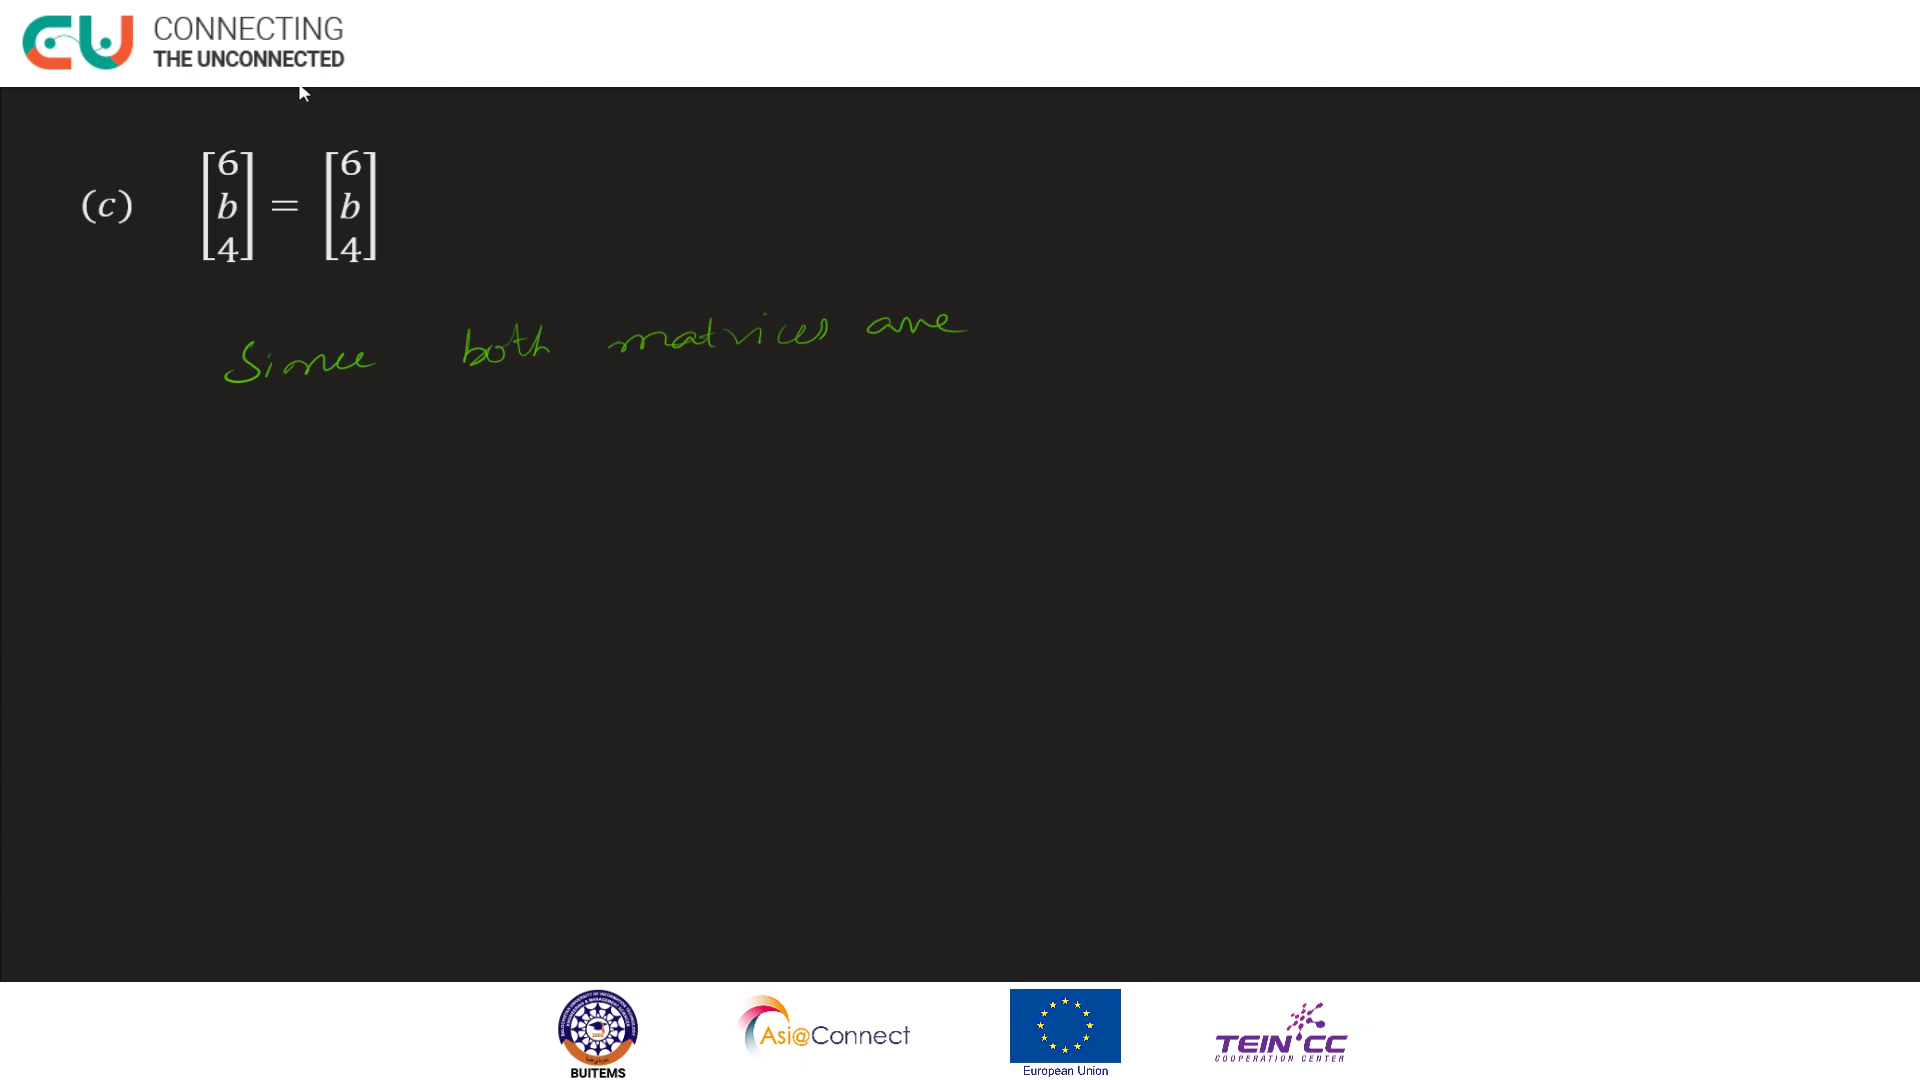 CONNECTING
THE UNCONNECTED
(c) [6 b 4] = [6 b 4]
Since both matrices are
BUITEMS
Asi@Connect
European Union
TEIN*CC
COOPERATION CENTER